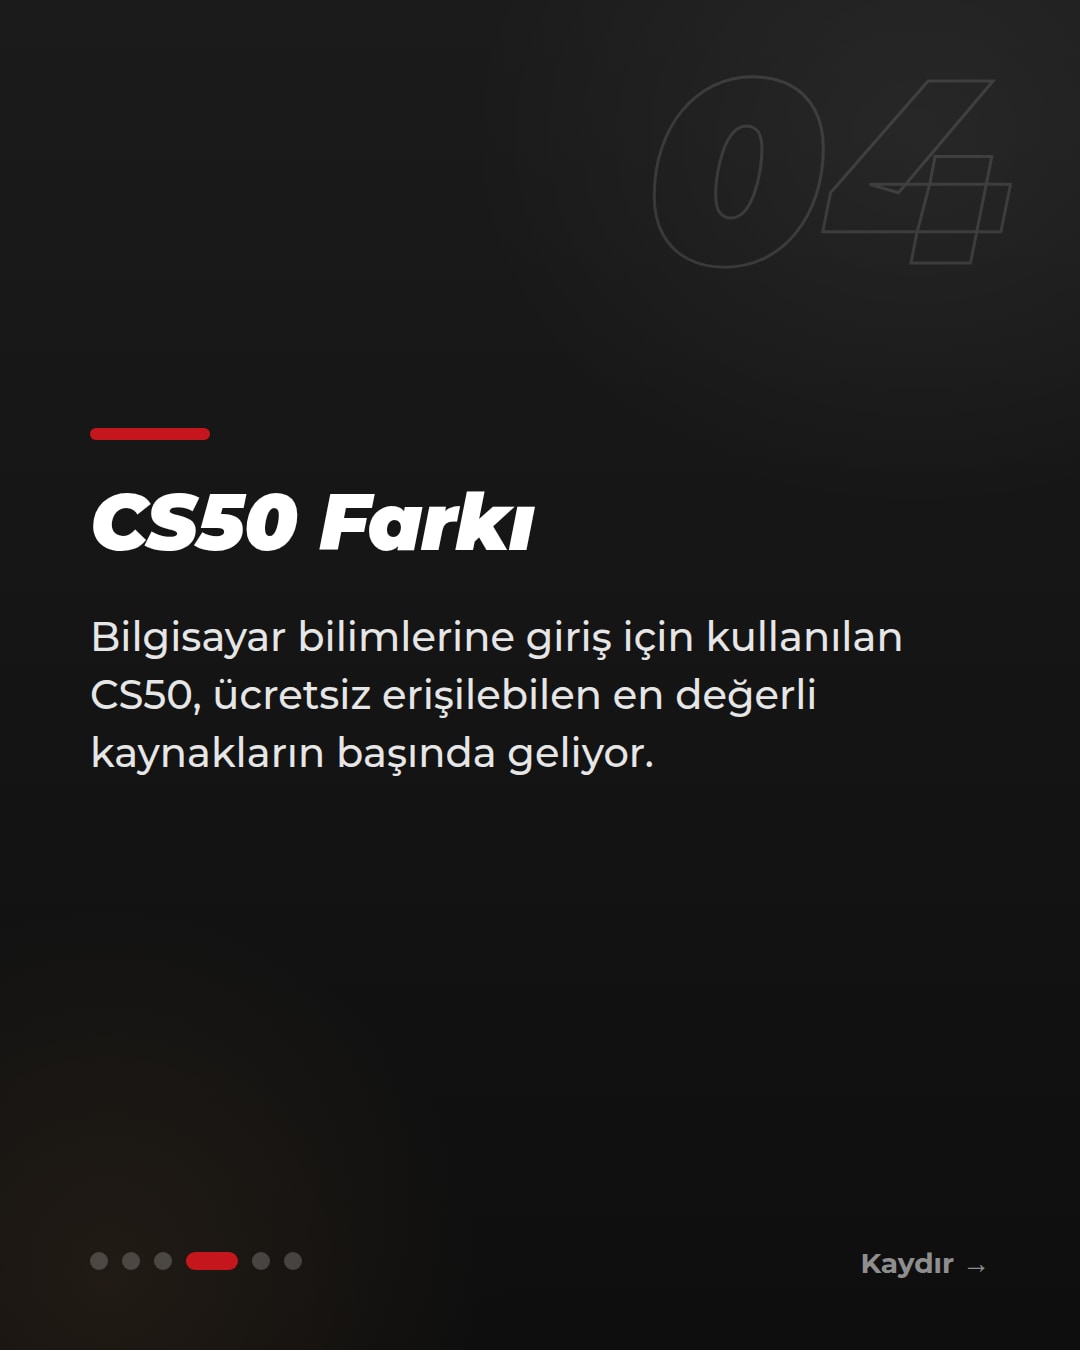 04
CS50 Farkı
Bilgisayar bilimlerine giriş için kullanılan
CS50, ücretsiz erişilebilen en değerli
kaynakların başında geliyor.
Kaydır →